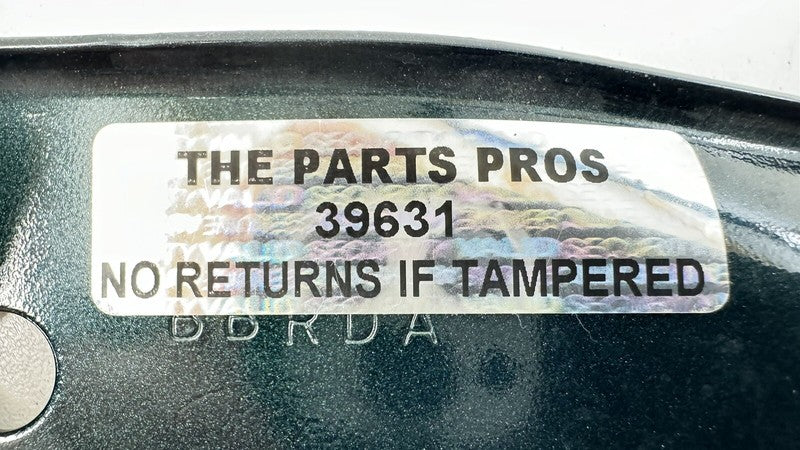 THE PARTS PROS
39631
NO RETURNS IF TAMPERED